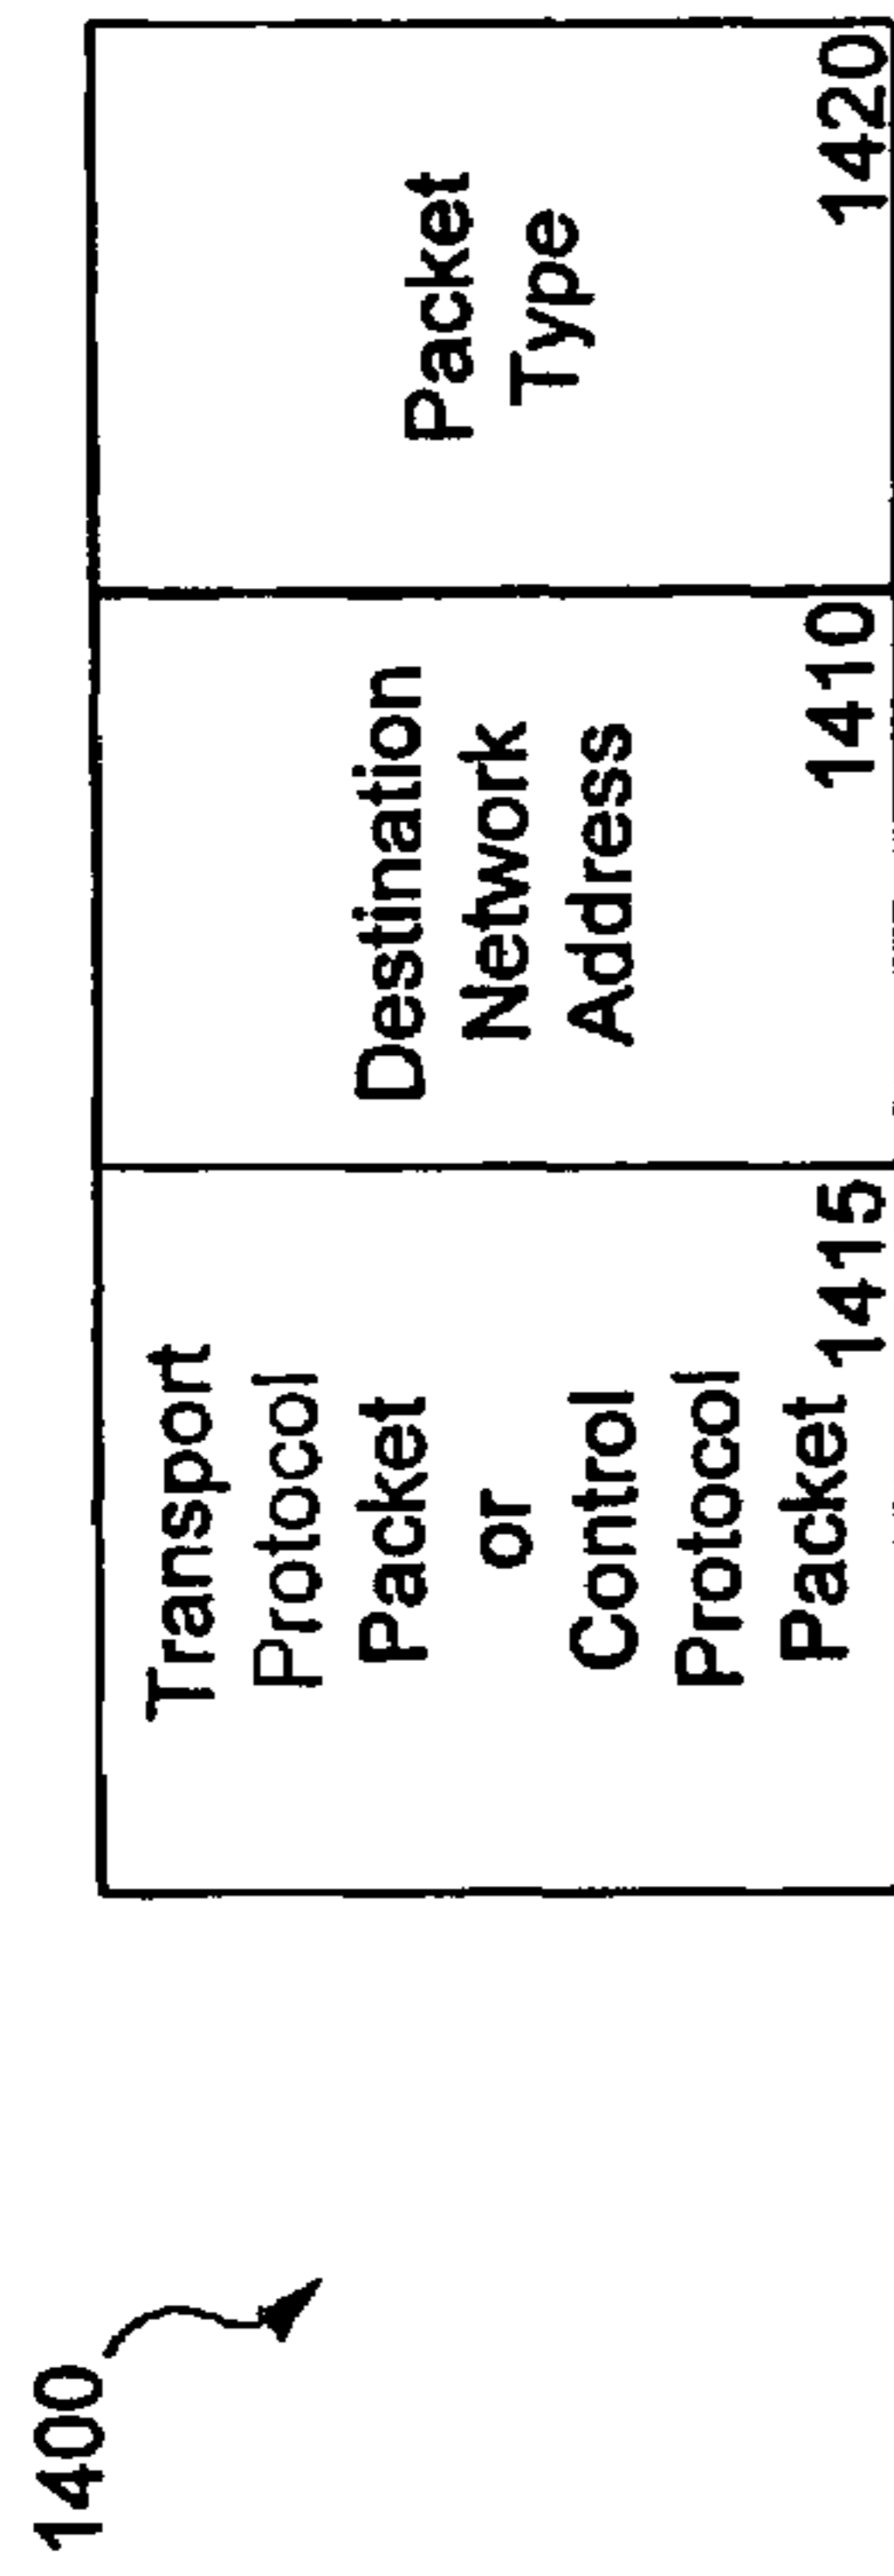 1400
Transport
Protocol
Packet
or
Control
Protocol
Packet
1415
Destination
Network
Address
1410
Packet
Type
1420